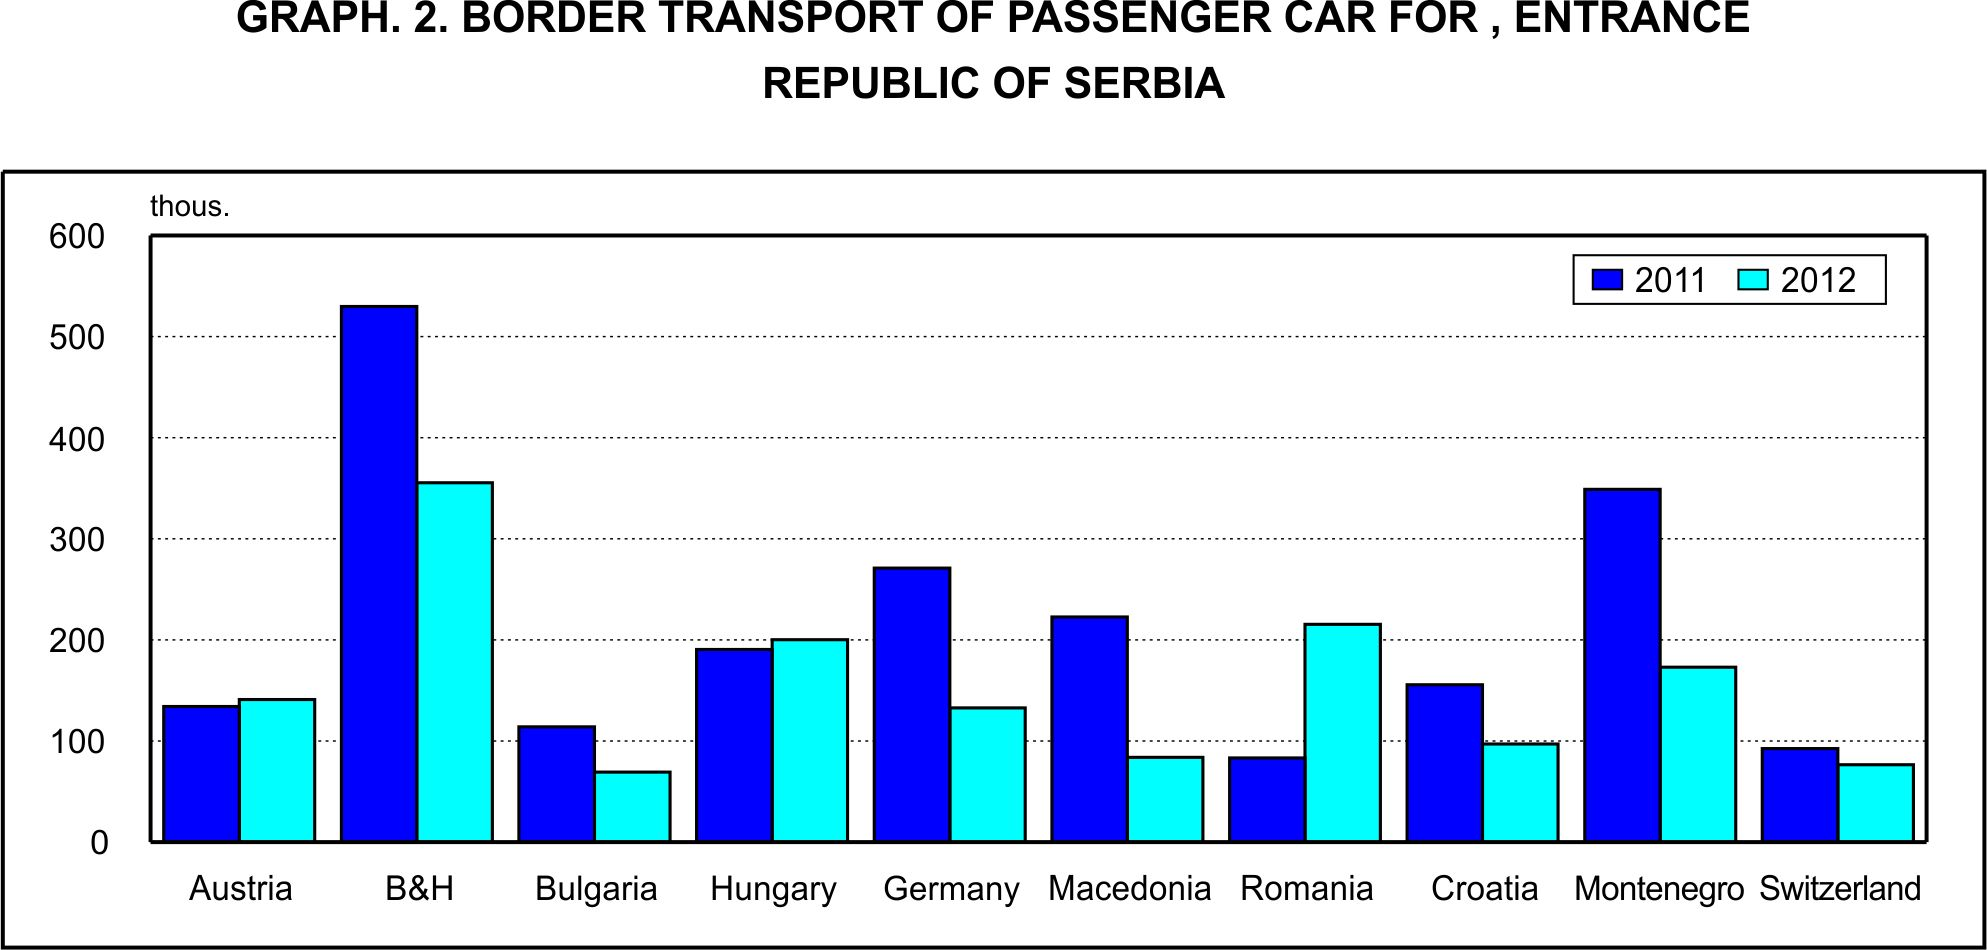 GRAPH. 2. BORDER TRANSPORT OF PASSENGER CAR FOR , ENTRANCE
REPUBLIC OF SERBIA
thous.
600
2011 2012
500
400
300
200
100
0
Austria B&H Bulgaria Hungary Germany Macedonia Romania Croatia Montenegro Switzerland